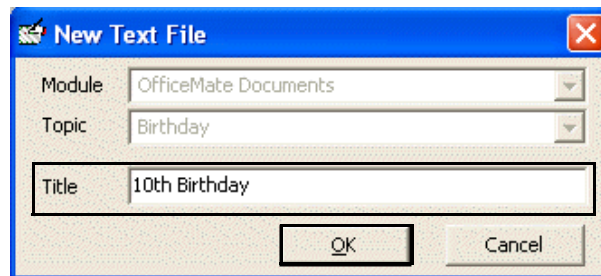 New Text File
Module OfficeMate Documents
Topic Birthday
Title 10th Birthday
OK Cancel